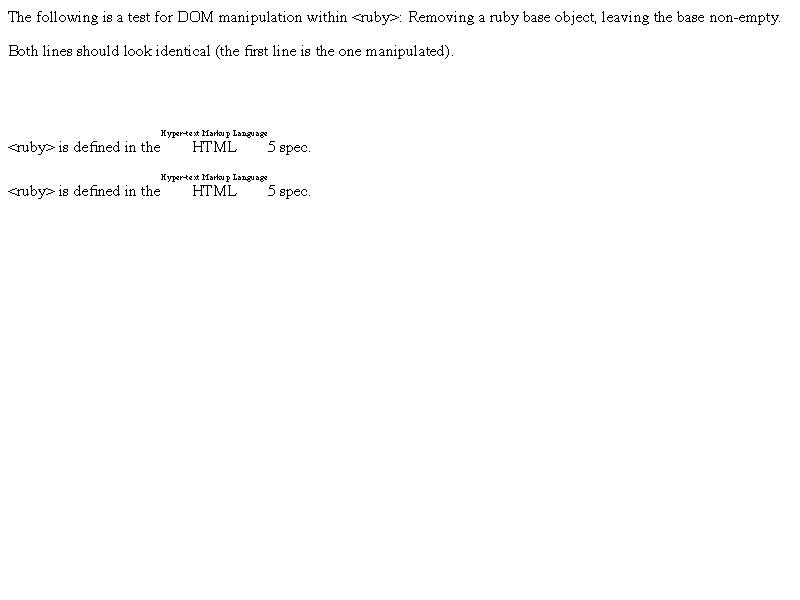 The following is a test for DOM manipulation within <ruby>: Removing a ruby base object, leaving the base non-empty.
Both lines should look identical (the first line is the one manipulated).
Hyper-text Markup Language
<ruby> is defined in the HTML 5 spec.
Hyper-text Markup Language
<ruby> is defined in the HTML 5 spec.